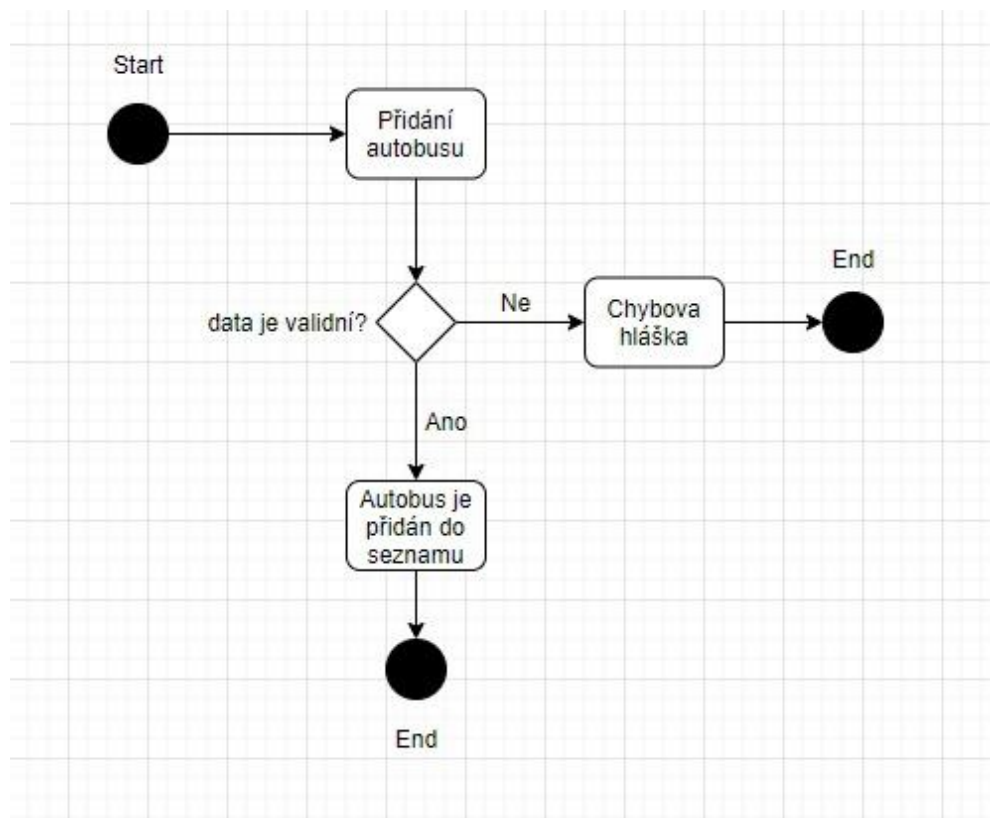 Start
Přidání
autobusu
data je validní?
Ne
Chybova
hláška
End
Ano
Autobus je
přidán do
seznamu
End